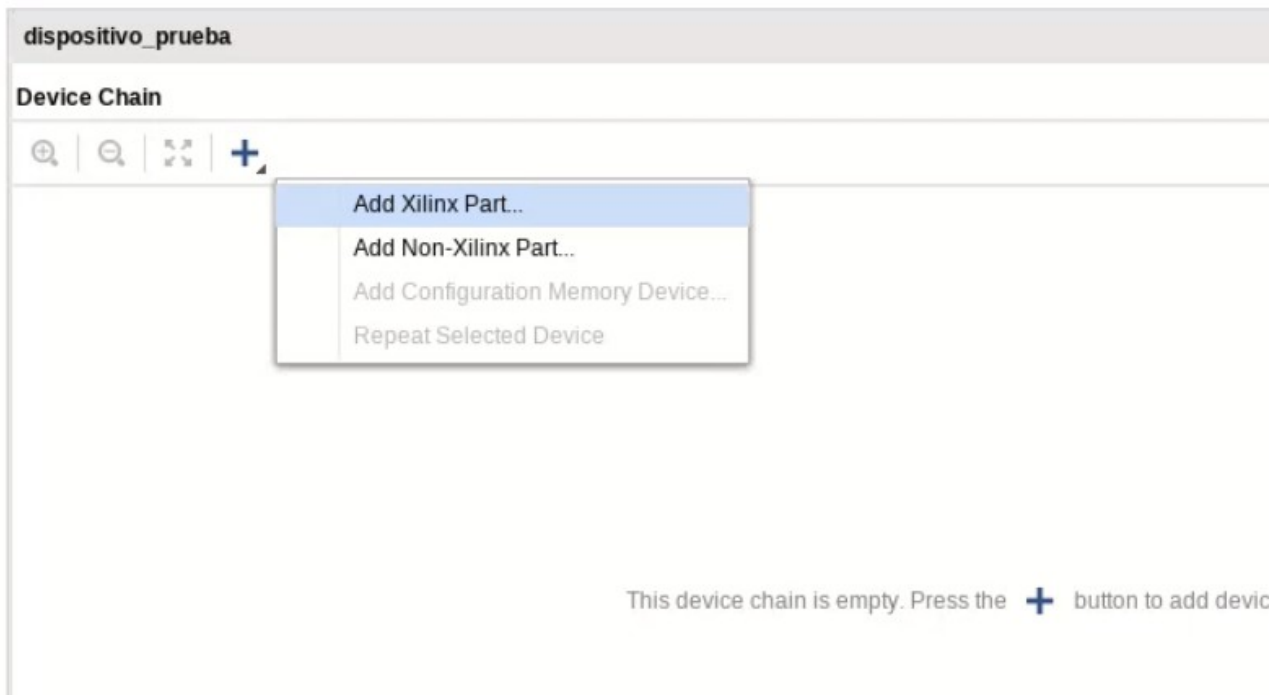 dispositivo_prueba
Device Chain
Add Xilinx Part...
Add Non-Xilinx Part...
Add Configuration Memory Device...
Repeat Selected Device
This device chain is empty. Press the button to add devic